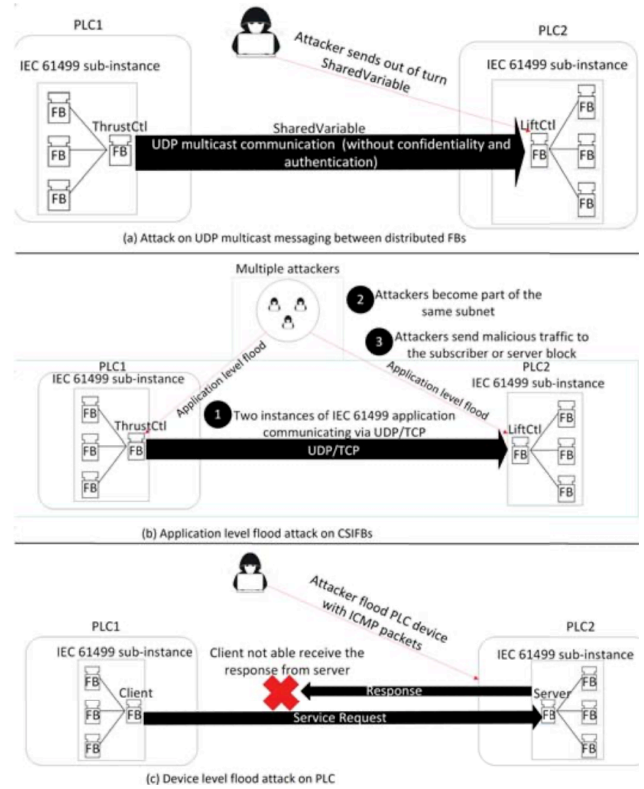 PLC1
PLC2
Attacker sends out of turn
SharedVariable
IEC 61499 sub-instance
IEC 61499 sub-instance
FB
FB
FB
ThrustCtl
FB
SharedVariable
UDP multicast communication (without confidentiality and
authentication)
LiftCtl
FB
FB
FB
FB
(a) Attack on UDP multicast messaging between distributed FBs
Multiple attackers
2 Attackers become part of the
same subnet
3 Attackers send malicious traffic to
the subscriber or server block
PLC1
IEC 61499 sub-instance
PLC2
IEC 61499 sub-instance
Application level flood
Application level flood
1 Two instances of IEC 61499 application
communicating via UDP/TCP
UDP/TCP
FB
FB
FB
ThrustCtl
FB
LiftCtl
FB
FB
FB
FB
(b) Application level flood attack on CSIFBs
Attacker flood PLC device
with ICMP packets
PLC1
PLC2
IEC 61499 sub-instance
Client not able receive the
response from server
IEC 61499 sub-instance
FB
FB
FB
Client
FB
Response
Service Request
Server
FB
FB
FB
FB
(c) Device level flood attack on PLC